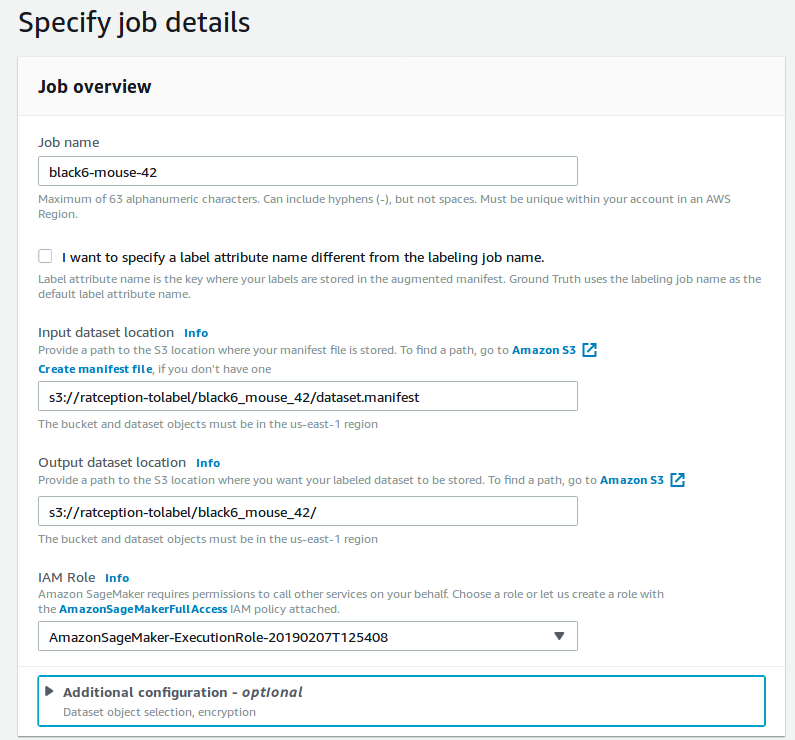 Specify job details
Job overview
Job name
black6-mouse-42
Maximum of 63 alphanumeric characters. Can include hyphens (-), but not spaces. Must be unique within your account in an AWS
Region.
I want to specify a label attribute name different from the labeling job name.
Label attribute name is the key where your labels are stored in the augmented manifest. Ground Truth uses the labeling job name as the
default label attribute name.
Input dataset location Info
Provide a path to the S3 location where your manifest file is stored. To find a path, go to Amazon S3
Create manifest file, if you don't have one
s3://ratception-tolabel/black6_mouse_42/dataset.manifest
The bucket and dataset objects must be in the us-east-1 region
Output dataset location Info
Provide a path to the S3 location where you want your labeled dataset to be stored. To find a path, go to Amazon S3
s3://ratception-tolabel/black6_mouse_42/
The bucket and dataset objects must be in the us-east-1 region
IAM Role Info
Amazon SageMaker requires permissions to call other services on your behalf. Choose a role or let us create a role with
the AmazonSageMakerFullAccess IAM policy attached.
AmazonSageMaker-ExecutionRole-20190207T125408
Additional configuration - optional
Dataset object selection, encryption